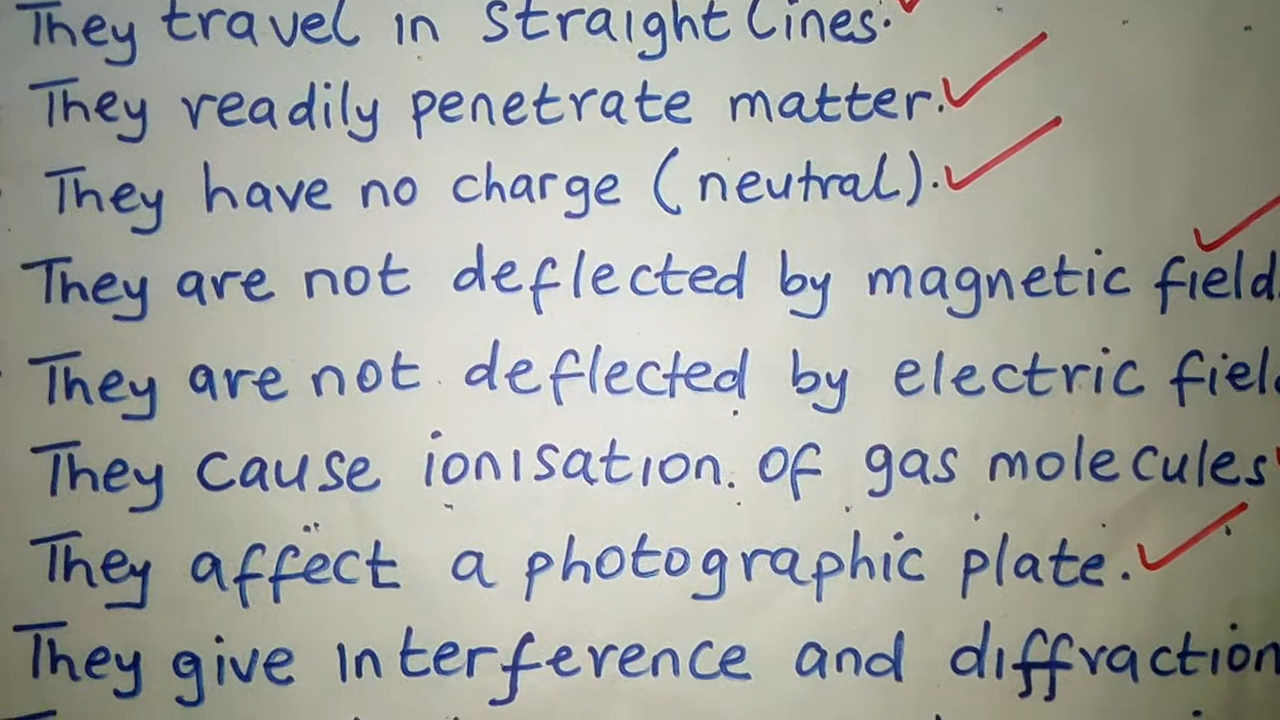 They travel in straight lines.
They readily penetrate matter.
They have no charge (neutral).
They are not deflected by magnetic field.
They are not deflected by electric fiel
They cause ionisation of gas molecules
They affect a photographic plate.
They give interference and diffraction